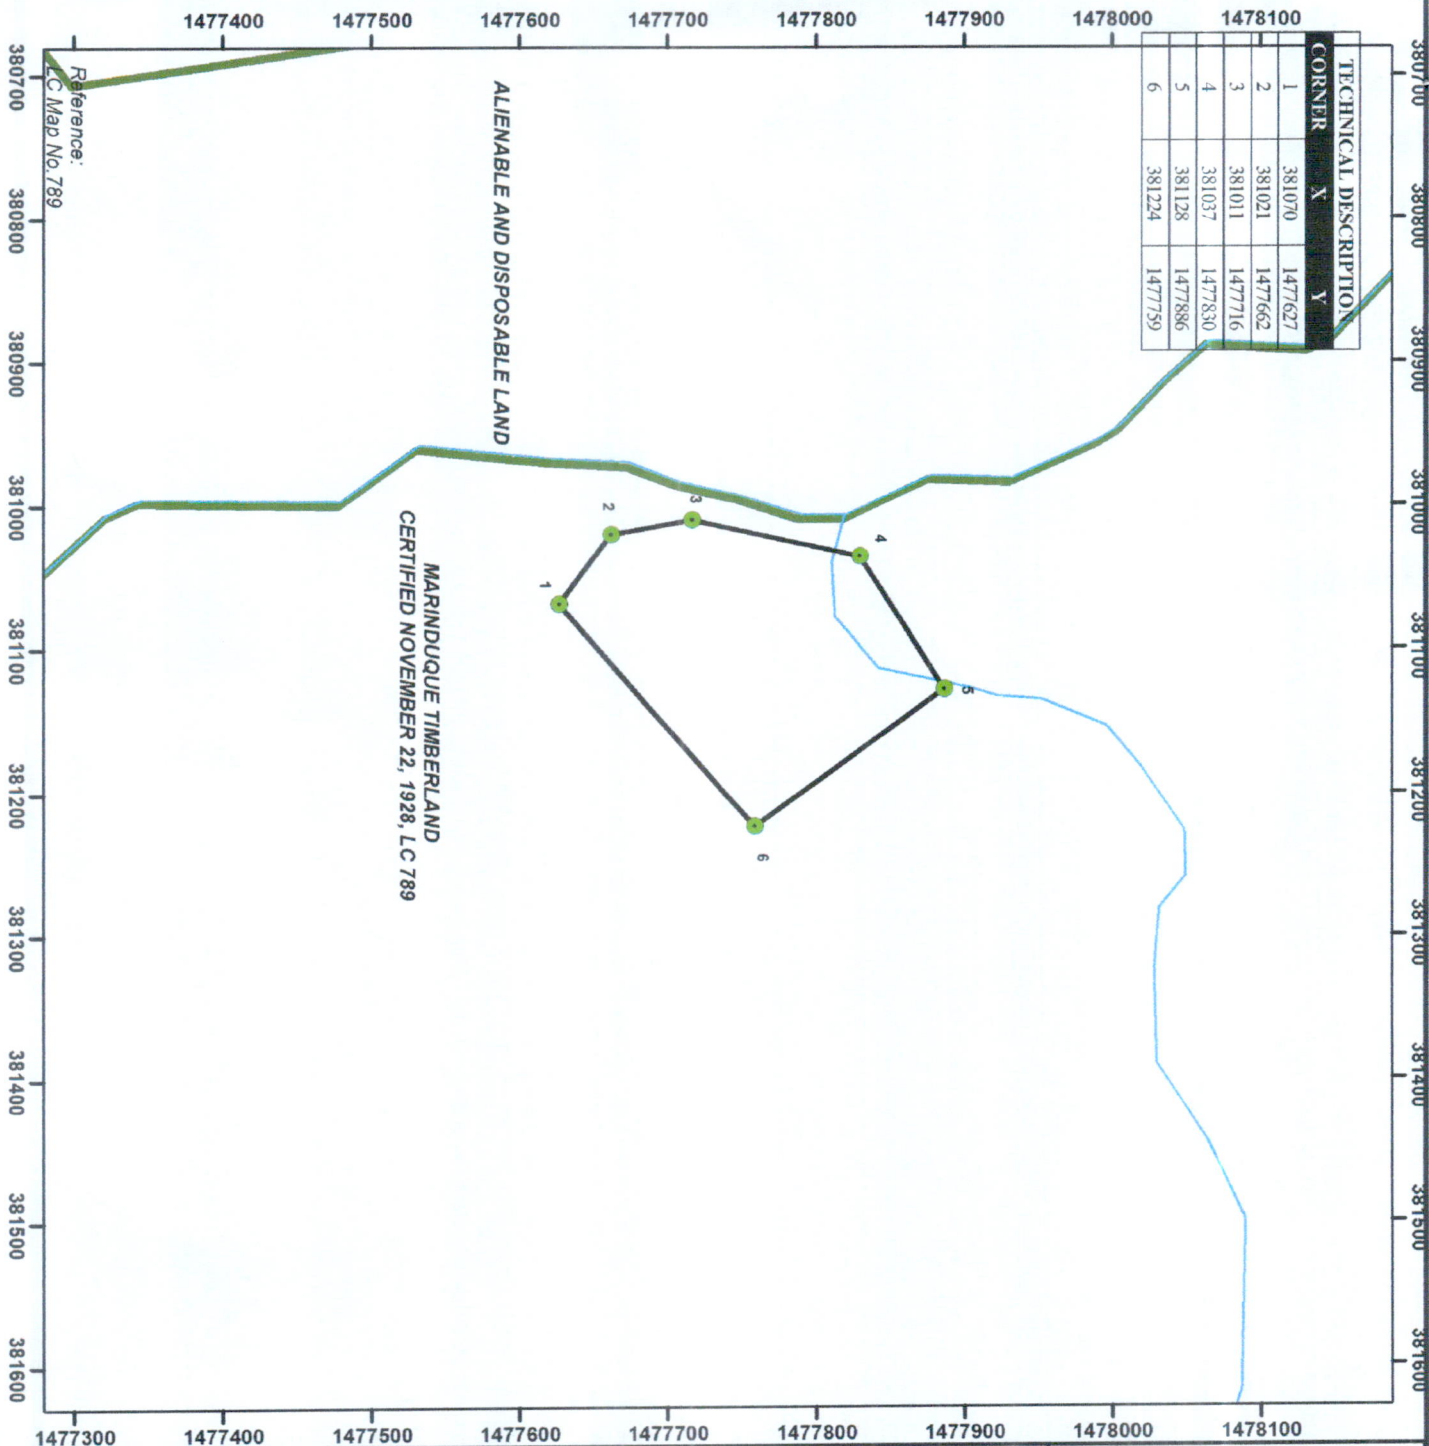 1477400 1477500 1477600 1477700 1477800 1477900 1478000 1478100
TECHNICAL DESCRIPTION
CORNER X Y
1 381070 1477627
2 381021 1477662
3 381011 1477716
4 381037 1477830
5 381128 1477886
6 381224 1477759
380700
380800
380900
381000
381100
381200
381300
381400
381500
381600
ALIENABLE AND DISPOSABLE LAND
MARINDUQUE TIMBERLAND
CERTIFIED NOVEMBER 22, 1928, LC 789
1
2
3
4
5
6
Reference:
LC Map No.789
380700
380800
380900
381000
381100
381200
381300
381400
381500
381600
1477300 1477400 1477500 1477600 1477700 1477800 1477900 1478000 1478100